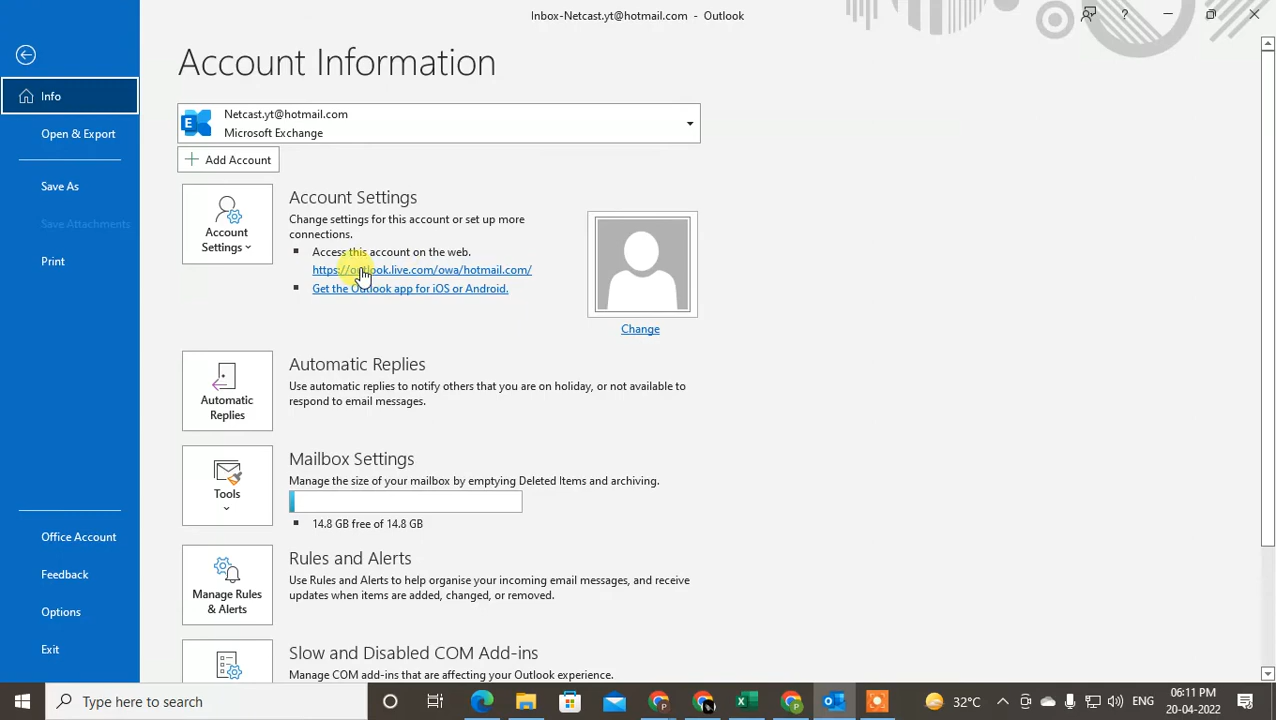 Inbox-Netcast.yt@hotmail.com - Outlook
?
Info
Open & Export
Save As
Save Attachments
Print
Office Account
Feedback
Options
Exit
Account Information
E
Netcast.yt@hotmail.com
Microsoft Exchange
Add Account
Account
Settings
Account Settings
Change settings for this account or set up more
connections.
Access this account on the web.
https://outlook.live.com/owa/hotmail.com/
Get the Outlook app for iOS or Android.
Change
Automatic
Replies
Automatic Replies
Use automatic replies to notify others that you are on holiday, or not available to
respond to email messages.
Tools
Mailbox Settings
Manage the size of your mailbox by emptying Deleted Items and archiving.
14.8 GB free of 14.8 GB
Manage Rules
& Alerts
Rules and Alerts
Use Rules and Alerts to help organise your incoming email messages, and receive
updates when items are added, changed, or removed.
Slow and Disabled COM Add-ins
Manage COM add-ins that are affecting your Outlook experience.
Type here to search
32°C
ENG
06:11 PM
20-04-2022